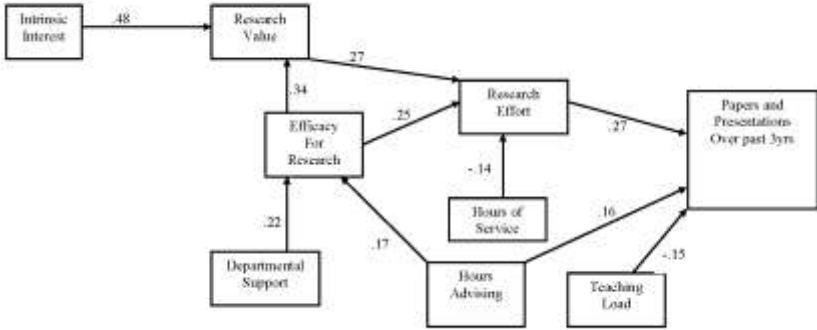 Intrinsic
Interest
.48
Research
Value
.27
.34
Research
Effort
Papers and
Presentations
Over past 3yrs
Efficacy
For
Research
.25
.27
-.14
Hours of
Service
.16
.22
.17
Departmental
Support
Hours
Advising
-.15
Teaching
Load